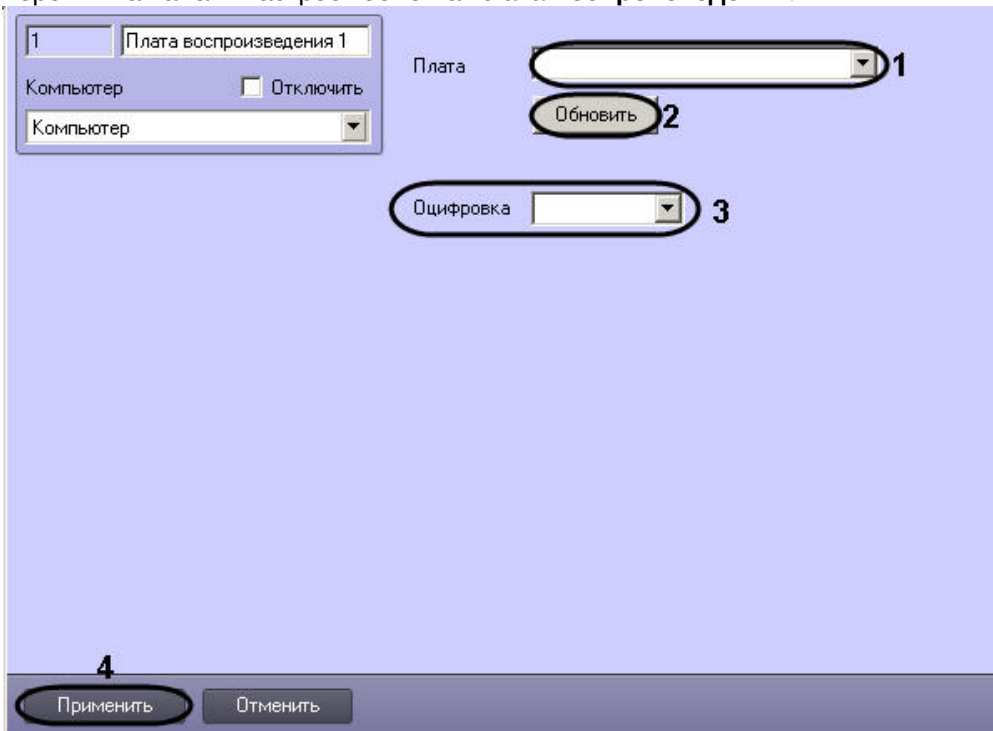 1 Плата воспроизведения 1
Компьютер Отключить
Компьютер
Плата 1
Обновить 2
Оцифровка 3
4
Применить Отменить